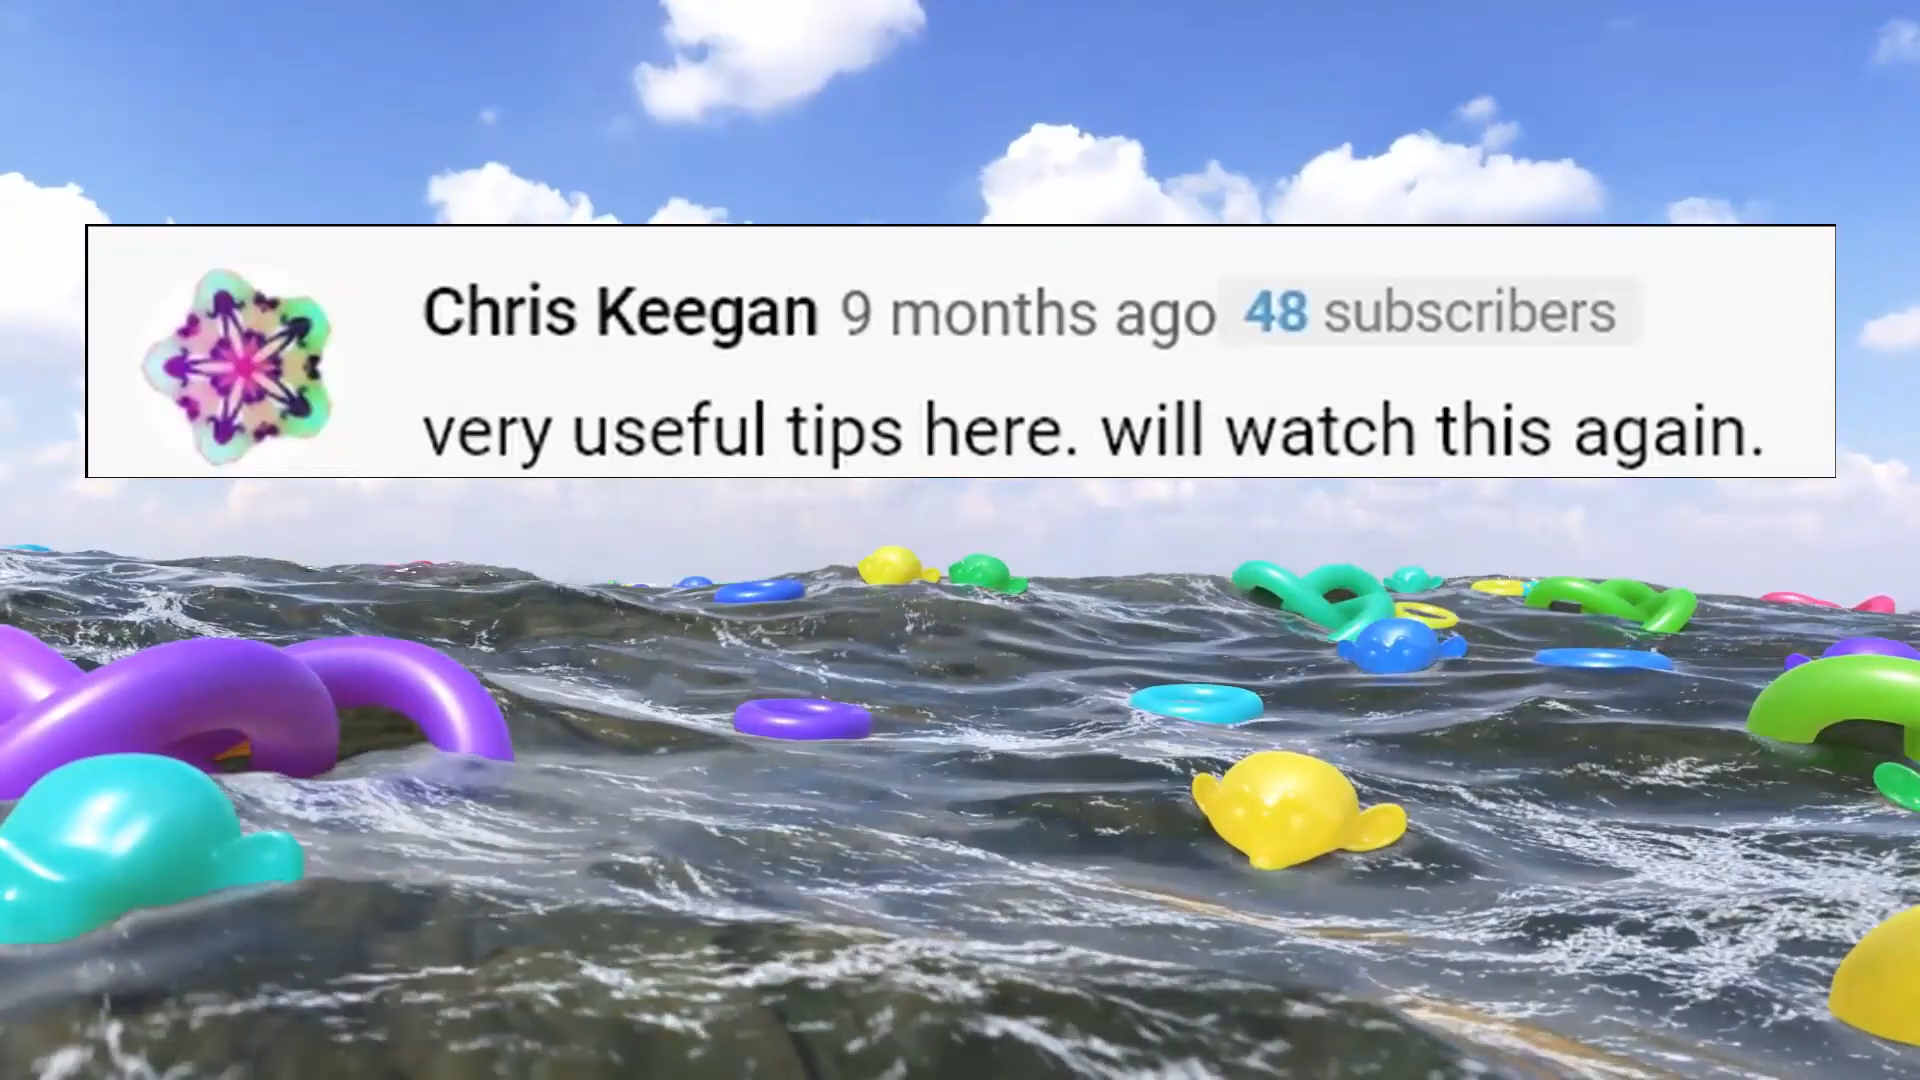 Chris Keegan 9 months ago 48 subscribers
very useful tips here. will watch this again.